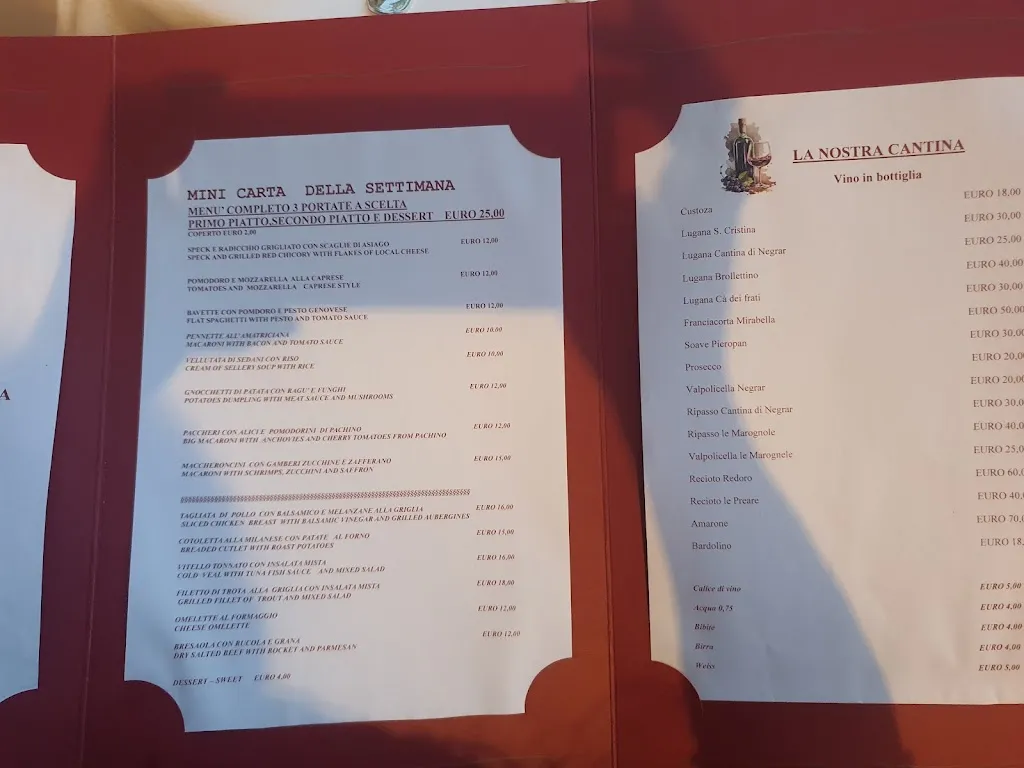 A
MINI CARTA DELLA SETTIMANA
MENU' COMPLETO 3 PORTATE A SCELTA
PRIMO PIATTO,SECONDO PIATTO E DESSERT EURO 25,00
COPERTO EURO 2,00
SPECK E RADICCHIO GRIGLIATO CON SCAGLIE DI ASIAGO EURO 12,00
SPECK AND GRILLED RED CHICORY WITH FLAKES OF LOCAL CHEESE
POMODORO E MOZZARELLA ALLA CAPRESE EURO 12,00
TOMATOES AND MOZZARELLA CAPRESE STYLE
BAVETTE CON POMDORO E PESTO GENOVESE EURO 12,00
FLAT SPAGHETTI WITH PESTO AND TOMATO SAUCE
PENNETTE ALL'AMATRICIANA EURO 10,00
MACARONI WITH BACON AND TOMATO SAUCE
VELLUTATA DI SEDANI CON RISO EURO 10,00
CREAM OF SELLERY SOUP WITH RICE
GNOCCHETTI DI PATATA CON RAGU' E FUNGHI EURO 12,00
POTATOES DUMPLING WITH MEAT SAUCE AND MUSHROOMS
PACCHERI CON ALICI E POMODORINI DI PACHINO EURO 12,00
BIG MACARONI WITH ANCHOVIES AND CHERRY TOMATOES FROM PACHINO
MACCHERONCINI CON GAMBERI ZUCCHINE E ZAFFERANO EURO 15,00
MACARONI WITH SCHRIMPS, ZUCCHINI AND SAFFRON
TAGLIATA DI POLLO CON BALSAMICO E MELANZANE ALLA GRIGLIA EURO 16,00
SLICED CHICKEN BREAST WITH BALSAMIC VINEGAR AND GRILLED AUBERGINES
COTOLETTA ALLA MILANESE CON PATATE AL FORNO EURO 15,00
BREADED CUTLET WITH ROAST POTATOES
VITELLO TONNATO CON INSALATA MISTA EURO 16,00
COLD VEAL WITH TUNA FISH SAUCE AND MIXED SALAD
FILETTO DI TROTA ALLA GRIGLIA CON INSALATA MISTA EURO 18,00
GRILLED FILLET OF TROUT AND MIXED SALAD
OMELETTE AL FORMAGGIO EURO 12,00
CHEESE OMELETTE
BRESAOLA CON RUCOLA E GRANA EURO 12,00
DRY SALTED BEEF WITH ROCKET AND PARMESAN
DESSERT – SWEET EURO 4,00
LA NOSTRA CANTINA
Vino in bottiglia
Custoza EURO 18,00
Lugana S. Cristina EURO 30,00
Lugana Cantina di Negrar EURO 25,00
Lugana Brollettino EURO 40,00
Lugana Cà dei frati EURO 30,00
Franciacorta Mirabella EURO 50,00
Soave Pieropan EURO 30,00
Prosecco EURO 20,00
Valpolicella Negrar EURO 20,00
Ripasso Cantina di Negrar EURO 30,0
Ripasso le Marognole EURO 40,0
Valpolicella le Marognele EURO 25,0
Recioto Redoro EURO 60,0
Recioto le Preare EURO 40,
Amarone EURO 70,
Bardolino EURO 18,
Calice di vino EURO 5,00
Acqua 0,75 EURO 4,00
Bibite EURO 4,00
Birra EURO 4,00
Weiss EURO 5,00